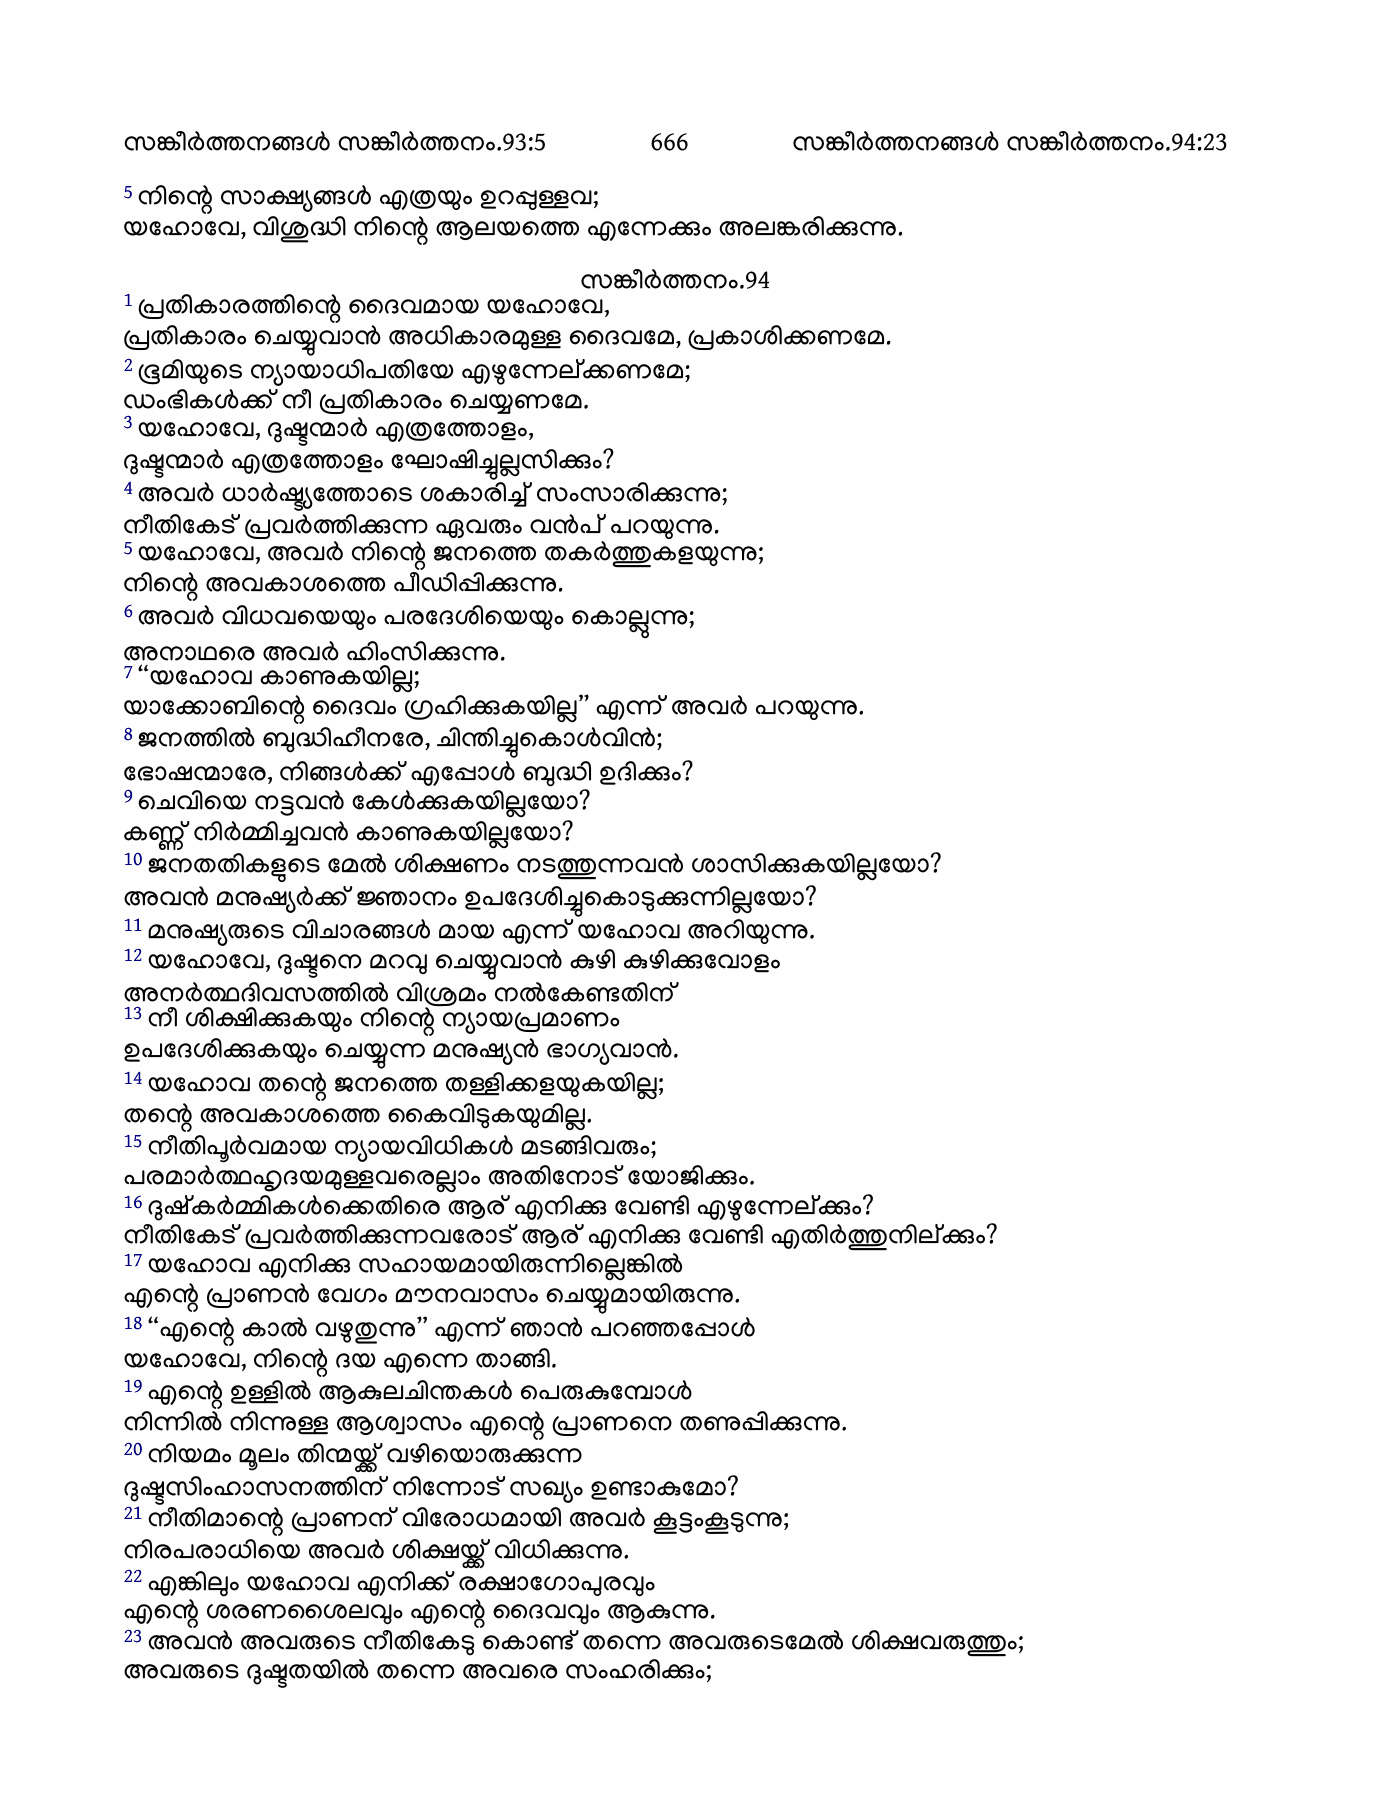 സങ്കീർത്തനങ്ങൾ സങ്കീർത്തനം.93:5 666 സങ്കീർത്തനങ്ങൾ സങ്കീർത്തനം.94:23
5 നിന്റെ സാക്ഷ്യങ്ങൾ എത്രയും ഉറപ്പുള്ളവ;
യഹോവേ, വിശുദ്ധി നിന്റെ ആലയത്തെ എന്നേക്കും അലങ്കരിക്കുന്നു.
സങ്കീർത്തനം.94
1 പ്രതികാരത്തിന്റെ ദൈവമായ യഹോവേ,
പ്രതികാരം ചെയ്യുവാൻ അധികാരമുള്ള ദൈവമേ, പ്രകാശിക്കണമേ.
2 ഭൂമിയുടെ ന്യായാധിപതിയേ എഴുന്നേല്ക്കണമേ;
ഡംഭികൾക്ക് നീ പ്രതികാരം ചെയ്യണമേ.
3 യഹോവേ, ദുഷ്ടന്മാർ എത്രത്തോളം,
ദുഷ്ടന്മാർ എത്രത്തോളം ഘോഷിച്ചുല്ലസിക്കും?
4 അവർ ധാർഷ്ട്യത്തോടെ ശകാരിച്ച് സംസാരിക്കുന്നു;
നീതികേട് പ്രവർത്തിക്കുന്ന ഏവരും വൻപ് പറയുന്നു.
5 യഹോവേ, അവർ നിന്റെ ജനത്തെ തകർത്തുകളയുന്നു;
നിന്റെ അവകാശത്തെ പീഡിപ്പിക്കുന്നു.
6 അവർ വിധവയെയും പരദേശിയെയും കൊല്ലുന്നു;
അനാഥരെ അവർ ഹിംസിക്കുന്നു.
7 “യഹോവ കാണുകയില്ല;
യാക്കോബിന്റെ ദൈവം ഗ്രഹിക്കുകയില്ല” എന്ന് അവർ പറയുന്നു.
8 ജനത്തിൽ ബുദ്ധിഹീനരേ, ചിന്തിച്ചുകൊൾവിൻ;
ഭോഷന്മാരേ, നിങ്ങൾക്ക് എപ്പോൾ ബുദ്ധി ഉദിക്കും?
9 ചെവിയെ നട്ടവൻ കേൾക്കുകയില്ലയോ?
കണ്ണ് നിർമ്മിച്ചവൻ കാണുകയില്ലയോ?
10 ജനതതികളുടെ മേൽ ശിക്ഷണം നടത്തുന്നവൻ ശാസിക്കുകയില്ലയോ?
അവൻ മനുഷ്യർക്ക് ജ്ഞാനം ഉപദേശിച്ചുകൊടുക്കുന്നില്ലയോ?
11 മനുഷ്യരുടെ വിചാരങ്ങൾ മായ എന്ന് യഹോവ അറിയുന്നു.
12 യഹോവേ, ദുഷ്ടനെ മറവു ചെയ്യുവാൻ കുഴി കുഴിക്കുവോളം
അനർത്ഥദിവസത്തിൽ വിശ്രമം നൽകേണ്ടതിന്
13 നീ ശിക്ഷിക്കുകയും നിന്റെ ന്യായപ്രമാണം
ഉപദേശിക്കുകയും ചെയ്യുന്ന മനുഷ്യൻ ഭാഗ്യവാൻ.
14 യഹോവ തന്റെ ജനത്തെ തള്ളിക്കളയുകയില്ല;
തന്റെ അവകാശത്തെ കൈവിടുകയുമില്ല.
15 നീതിപൂർവമായ ന്യായവിധികൾ മടങ്ങിവരും;
പരമാർത്ഥഹൃദയമുള്ളവരെല്ലാം അതിനോട് യോജിക്കും.
16 ദുഷ്കർമ്മികൾക്കെതിരെ ആര് എനിക്കു വേണ്ടി എഴുന്നേല്ക്കും?
നീതികേട് പ്രവർത്തിക്കുന്നവരോട് ആര് എനിക്കു വേണ്ടി എതിർത്തുനില്ക്കും?
17 യഹോവ എനിക്കു സഹായമായിരുന്നില്ലെങ്കിൽ
എന്റെ പ്രാണൻ വേഗം മൗനവാസം ചെയ്യുമായിരുന്നു.
18 “എന്റെ കാൽ വഴുതുന്നു” എന്ന് ഞാൻ പറഞ്ഞപ്പോൾ
യഹോവേ, നിന്റെ ദയ എന്നെ താങ്ങി.
19 എന്റെ ഉള്ളിൽ ആകുലചിന്തകൾ പെരുകുമ്പോൾ
നിന്നിൽ നിന്നുള്ള ആശ്വാസം എന്റെ പ്രാണനെ തണുപ്പിക്കുന്നു.
20 നിയമം മൂലം തിന്മയ്ക്ക് വഴിയൊരുക്കുന്ന
ദുഷ്ടസിംഹാസനത്തിന് നിന്നോട് സഖ്യം ഉണ്ടാകുമോ?
21 നീതിമാന്റെ പ്രാണന് വിരോധമായി അവർ കൂട്ടംകൂടുന്നു;
നിരപരാധിയെ അവർ ശിക്ഷയ്ക്ക് വിധിക്കുന്നു.
22 എങ്കിലും യഹോവ എനിക്ക് രക്ഷാഗോപുരവും
എന്റെ ശരണശൈലവും എന്റെ ദൈവവും ആകുന്നു.
23 അവൻ അവരുടെ നീതികേടു കൊണ്ട് തന്നെ അവരുടെമേൽ ശിക്ഷവരുത്തും;
അവരുടെ ദുഷ്ടതയിൽ തന്നെ അവരെ സംഹരിക്കും;